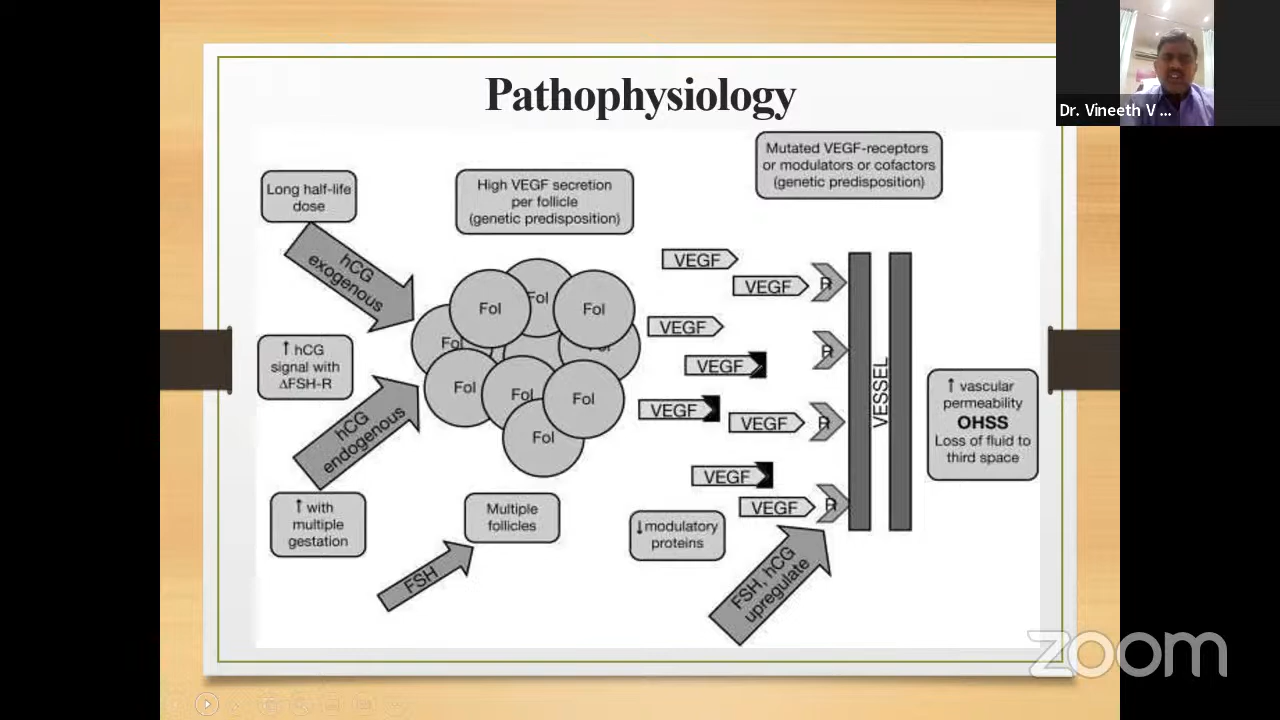 Pathophysiology
Dr. Vineeth V ...
Mutated VEGF-receptors
or modulators or cofactors
(genetic predisposition)
Long half-life
dose
High VEGF secretion
per follicle
(genetic predisposition)
hCG
exogenous
VEGF
VEGF
R
Fol
Fol
Fol
VEGF
Fol
Fol
R
↑ hCG
signal with
ΔFSH-R
VEGF
VESSEL
Fol
Fol
Fol
VEGF
VEGF
R
hCG
endogenous
Fol
↑ vascular
permeability
OHSS
Loss of fluid to
third space
VEGF
VEGF
R
↑ with
multiple
gestation
Multiple
follicles
↓modulatory
proteins
FSH
FSH, hCG
upregulate
zoom